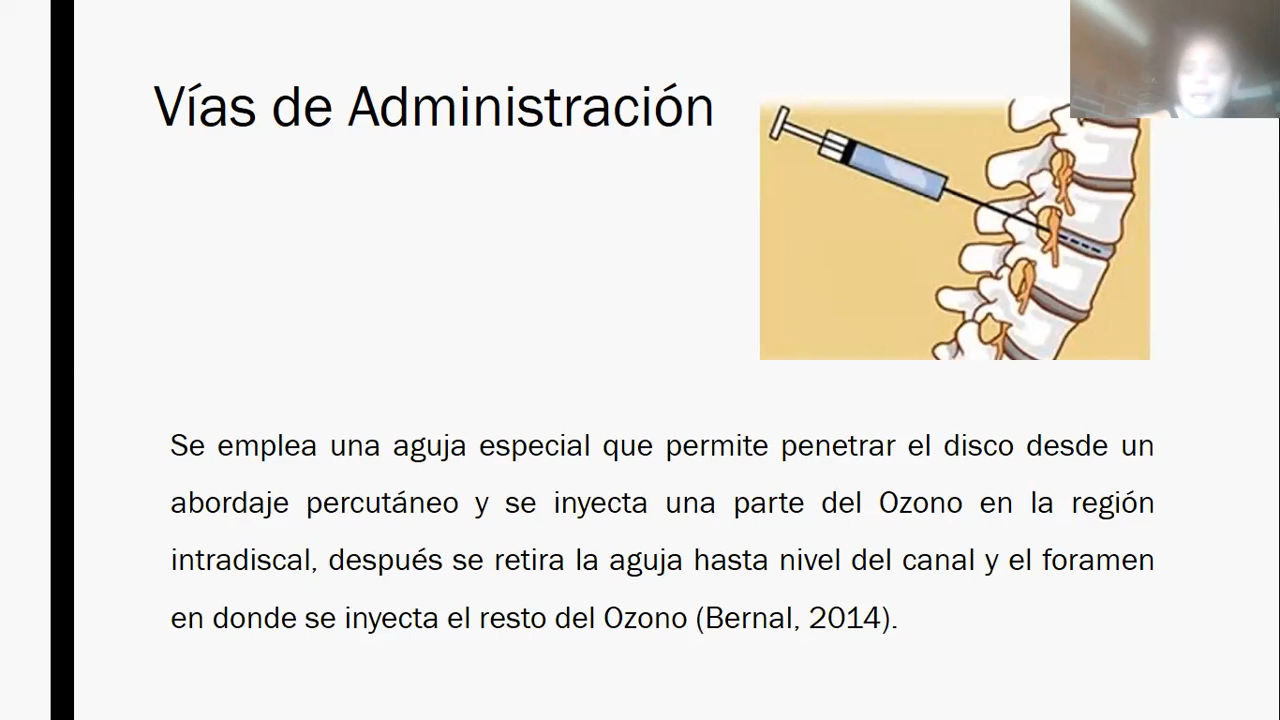 Vías de Administración
Se emplea una aguja especial que permite penetrar el disco desde un
abordaje percutáneo y se inyecta una parte del Ozono en la región
intradiscal, después se retira la aguja hasta nivel del canal y el foramen
en donde se inyecta el resto del Ozono (Bernal, 2014).